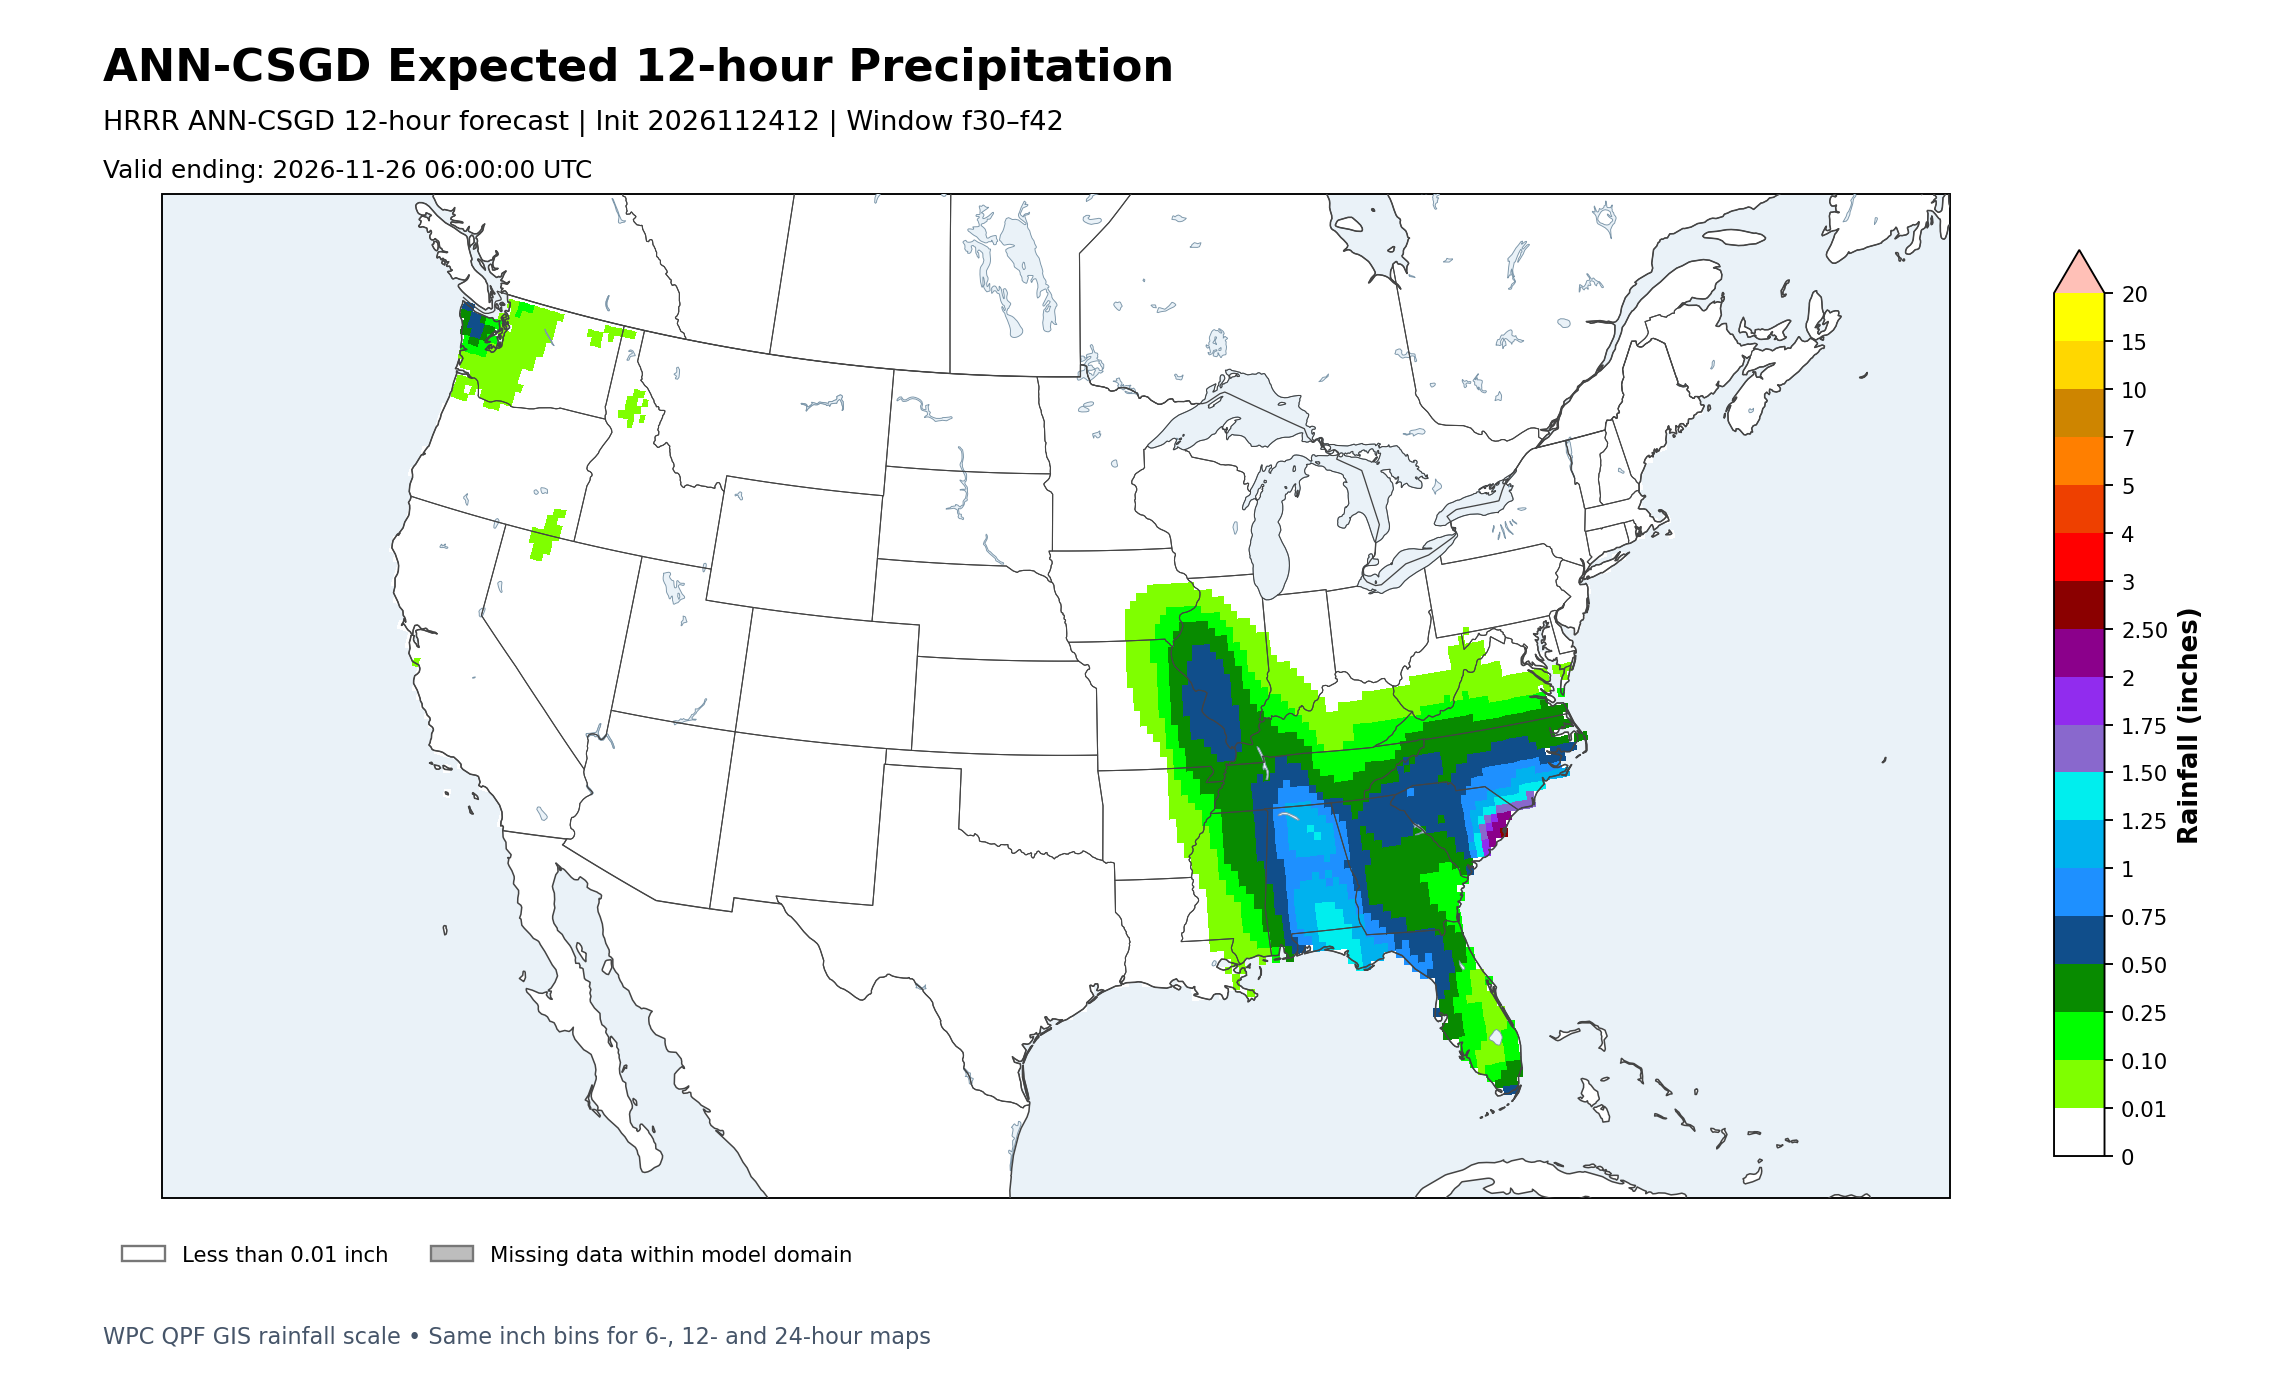 ANN-CSGD Expected 12-hour Precipitation
HRRR ANN-CSGD 12-hour forecast | Init 2026112412 | Window f30–f42
Valid ending: 2026-11-26 06:00:00 UTC
20
15
10
7
5
4
3
2.50
2
1.75
1.50
1.25
1
0.75
0.50
0.25
0.10
0.01
0
Rainfall (inches)
Less than 0.01 inch
Missing data within model domain
WPC QPF GIS rainfall scale • Same inch bins for 6-, 12- and 24-hour maps